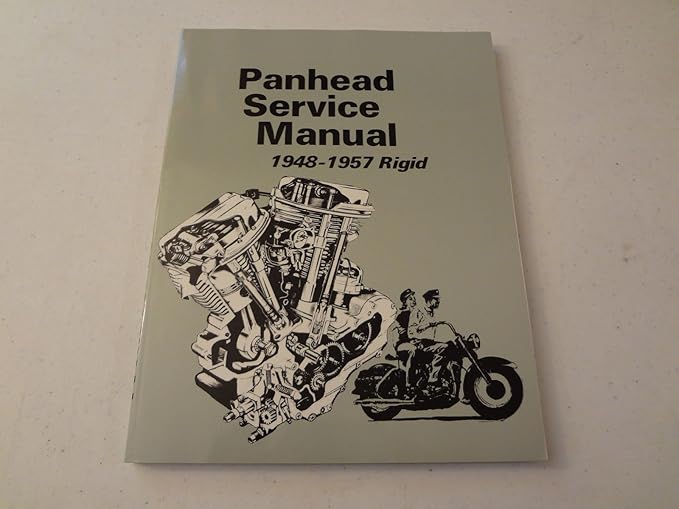 Panhead
Service
Manual
1948-1957 Rigid